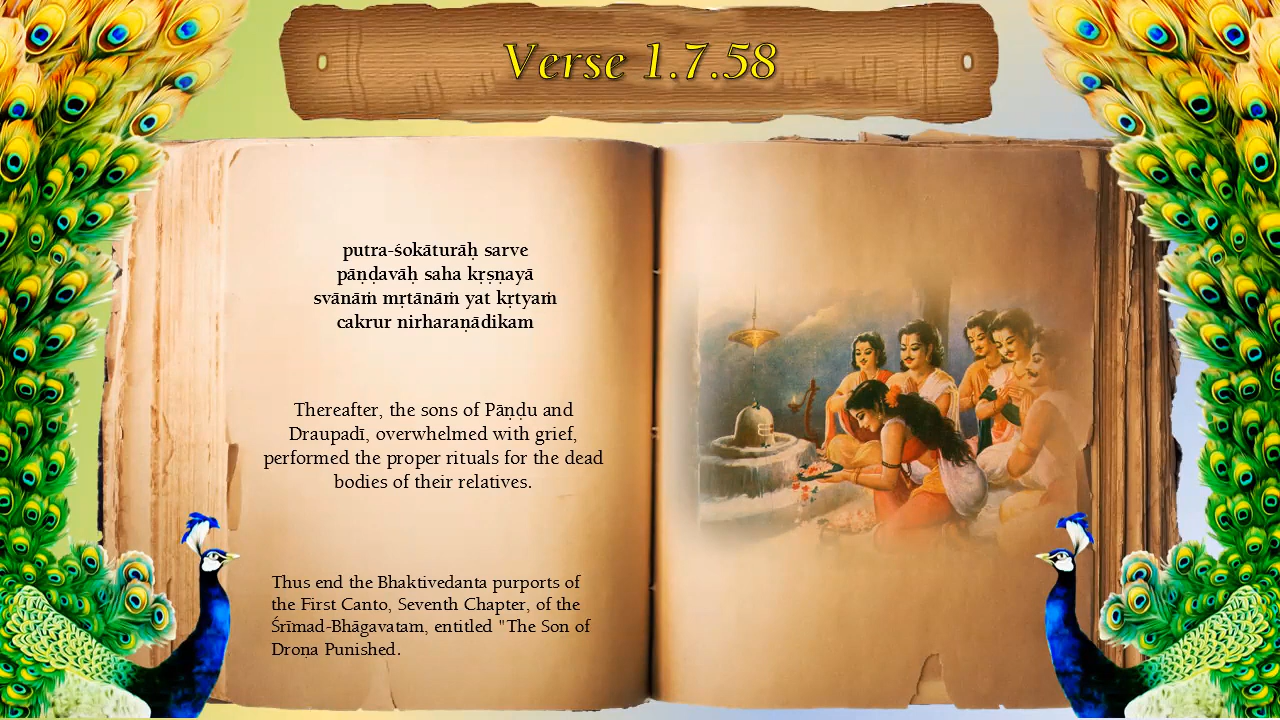 Verse 1.7.58
putra-śokāturāḥ sarve
pāṇḍavāḥ saha kṛṣṇayā
svānāṁ mṛtānāṁ yat kṛtyaṁ
cakrur nirharaṇādikam
Thereafter, the sons of Pāṇḍu and
Draupadī, overwhelmed with grief,
performed the proper rituals for the dead
bodies of their relatives.
Thus end the Bhaktivedanta purports of
the First Canto, Seventh Chapter, of the
Śrīmad-Bhāgavatam, entitled "The Son of
Droṇa Punished.